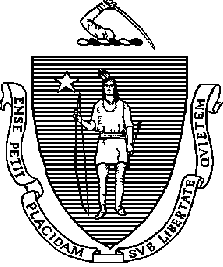 ENSE PETIT
PLACIDAM
SVB LIBERTATE
QVIETEM